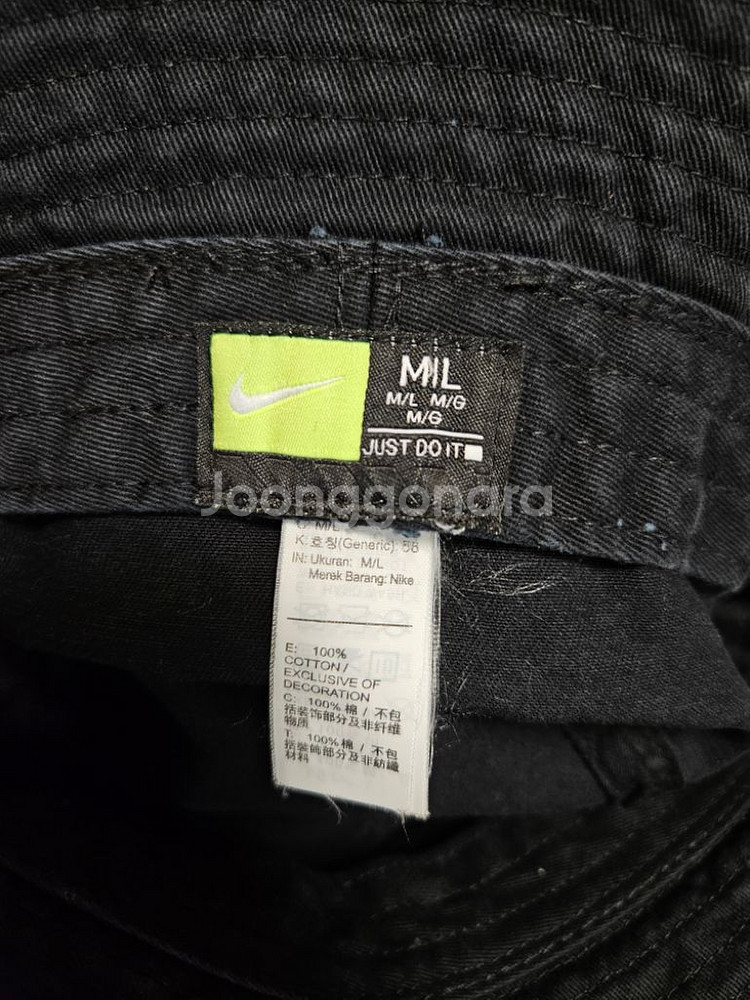 M|L
M/L M/G
M/G
JUST DO IT
Joonggonara
C: M/L
K: 호칭(Generic): 58
IN: Ukuran: M/L
Merek Barang: Nike
E: 100%
COTTON /
EXCLUSIVE OF
DECORATION
C: 100% 棉 / 不包
括装饰部分及非纤维
物质
T: 100% 棉 / 不包
括裝飾部分及非紡織
材料